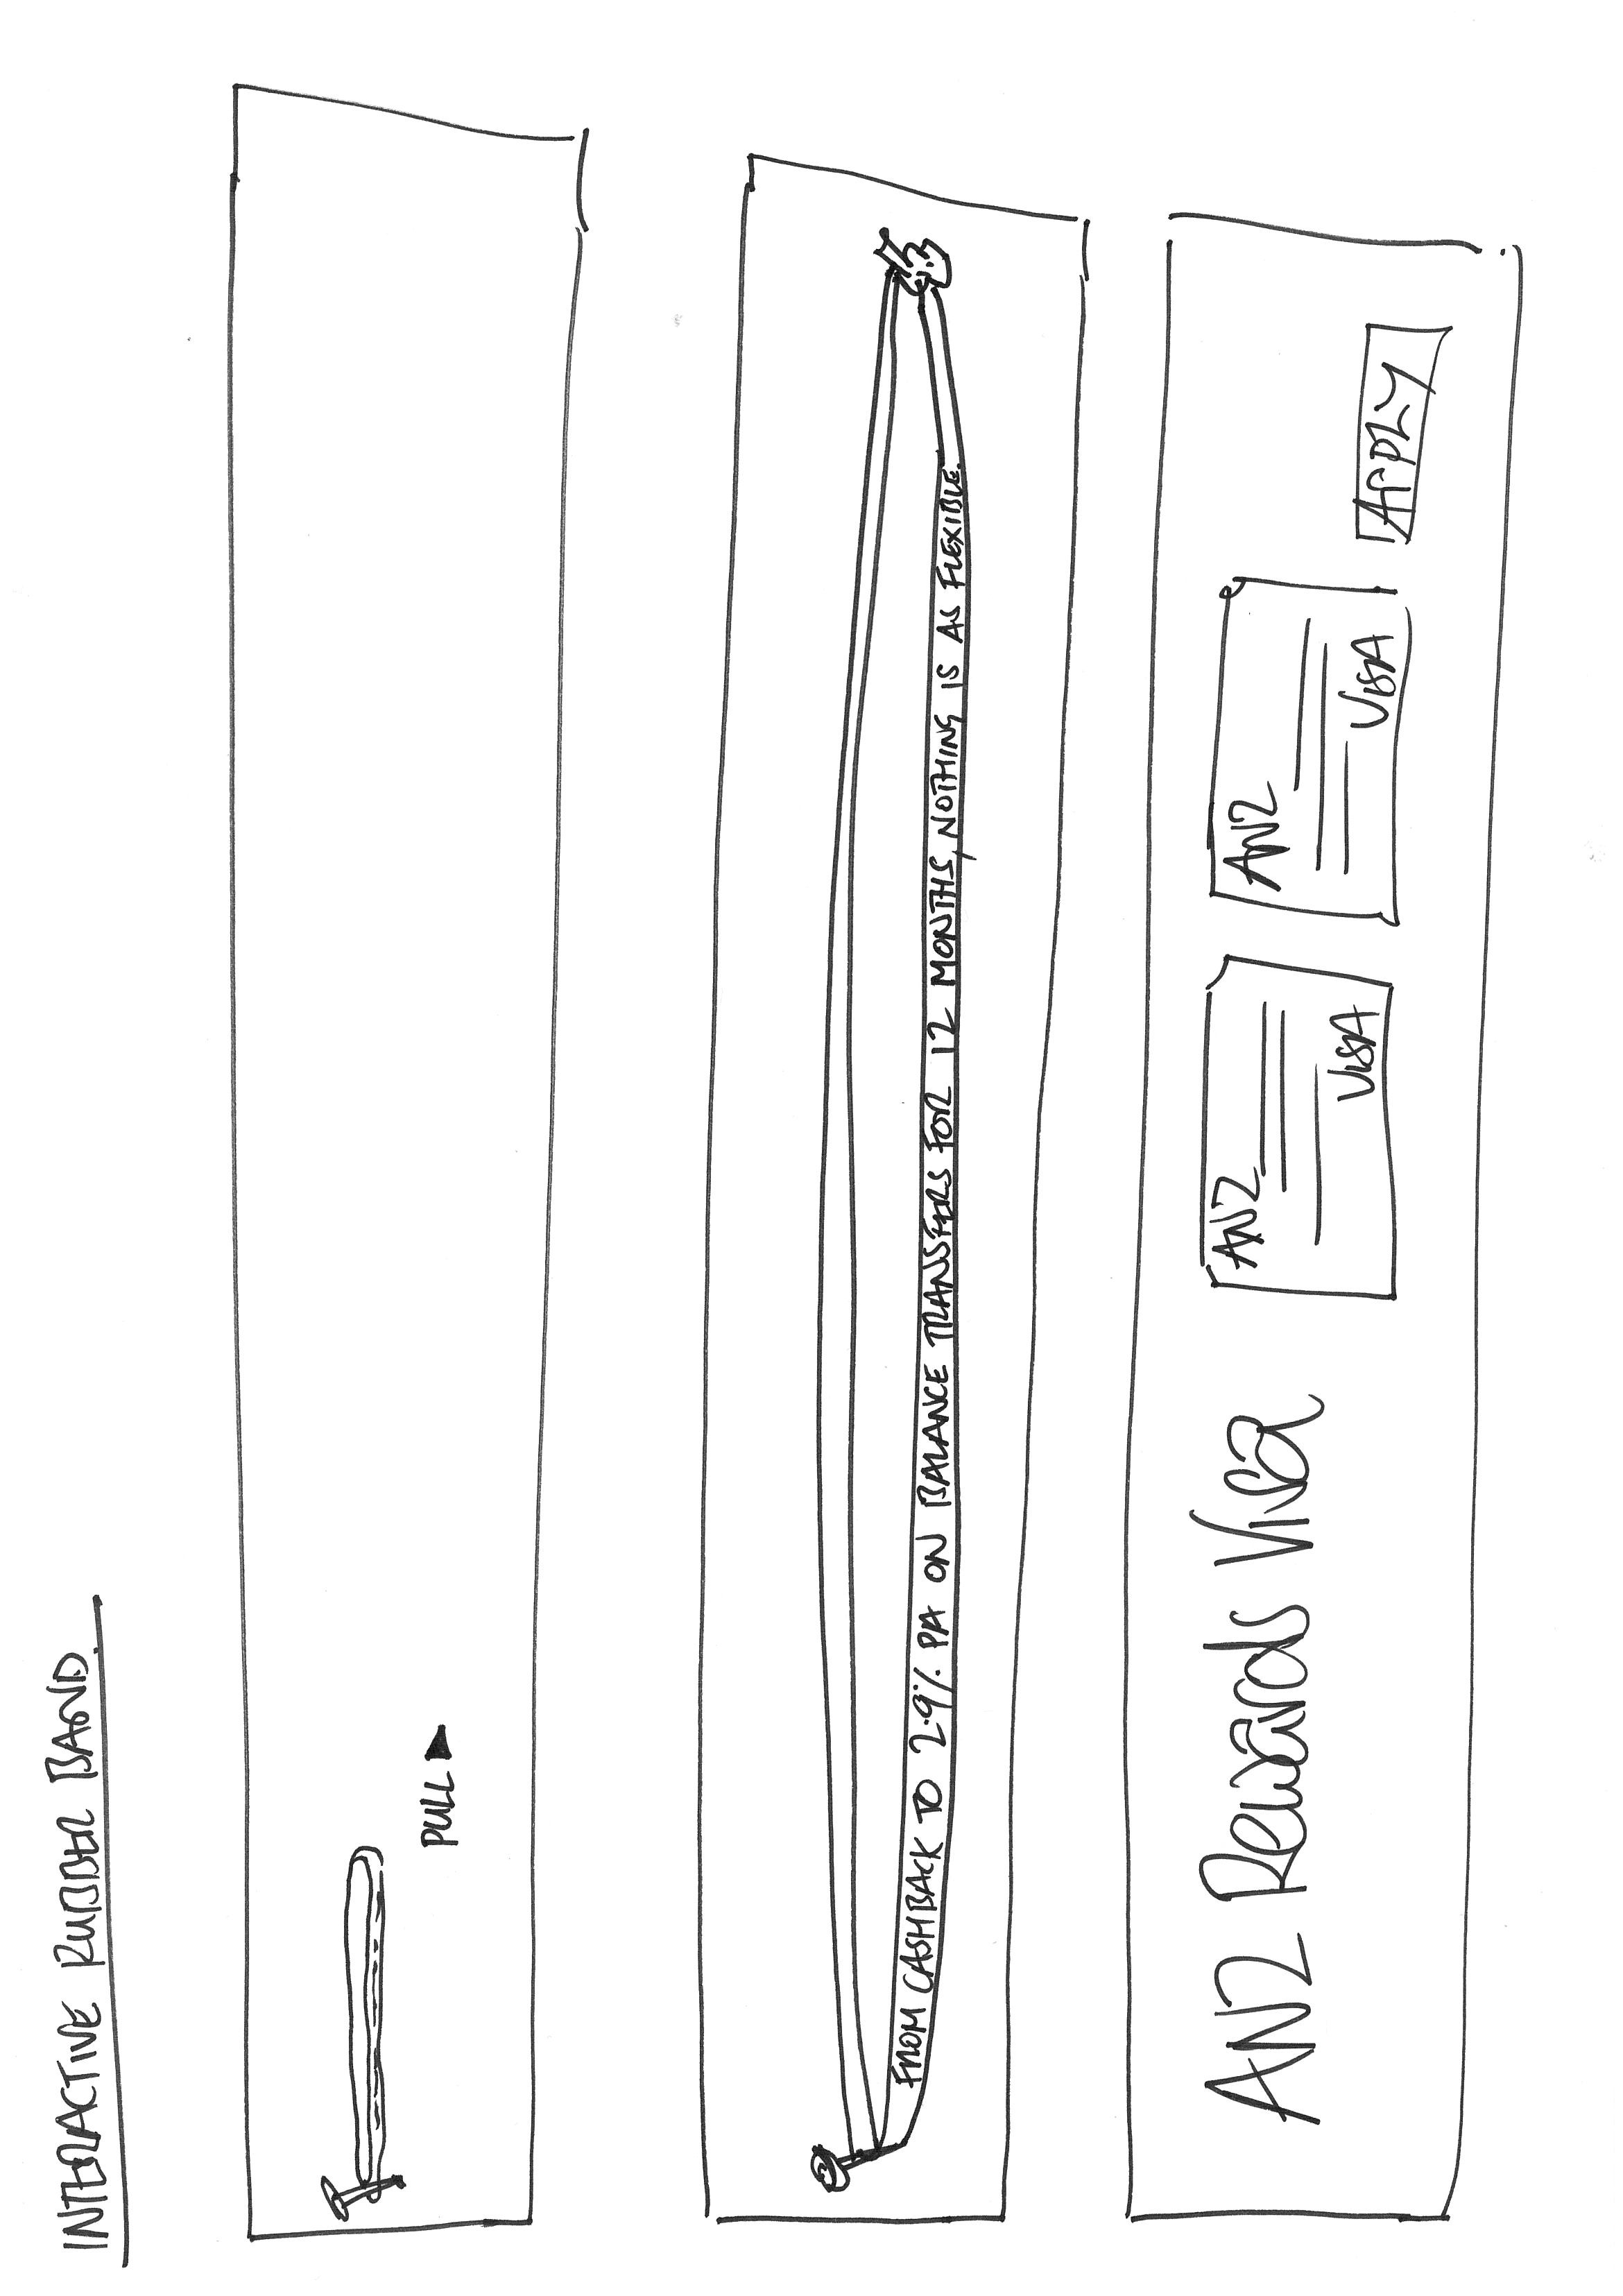 INTERACTIVE RUBBER BAND.
PULL ▶
FROM CASHBACK TO 2.9% PA ON BALANCE TRANSFERS FOR 12 MONTHS, NOTHING IS AS FLEXIBLE.
ANZ Rewards Visa
ANZ
VISA
ANZ
VISA
APPLY